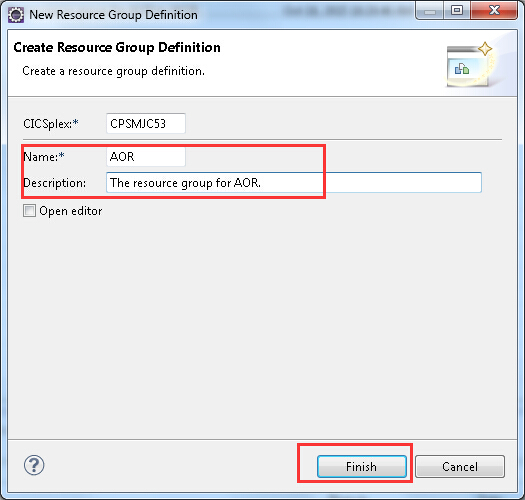 New Resource Group Definition
Create Resource Group Definition
Create a resource group definition.
CICSplex:* CPSMJC53
Name:* AOR
Description: The resource group for AOR.
Open editor
? Finish Cancel